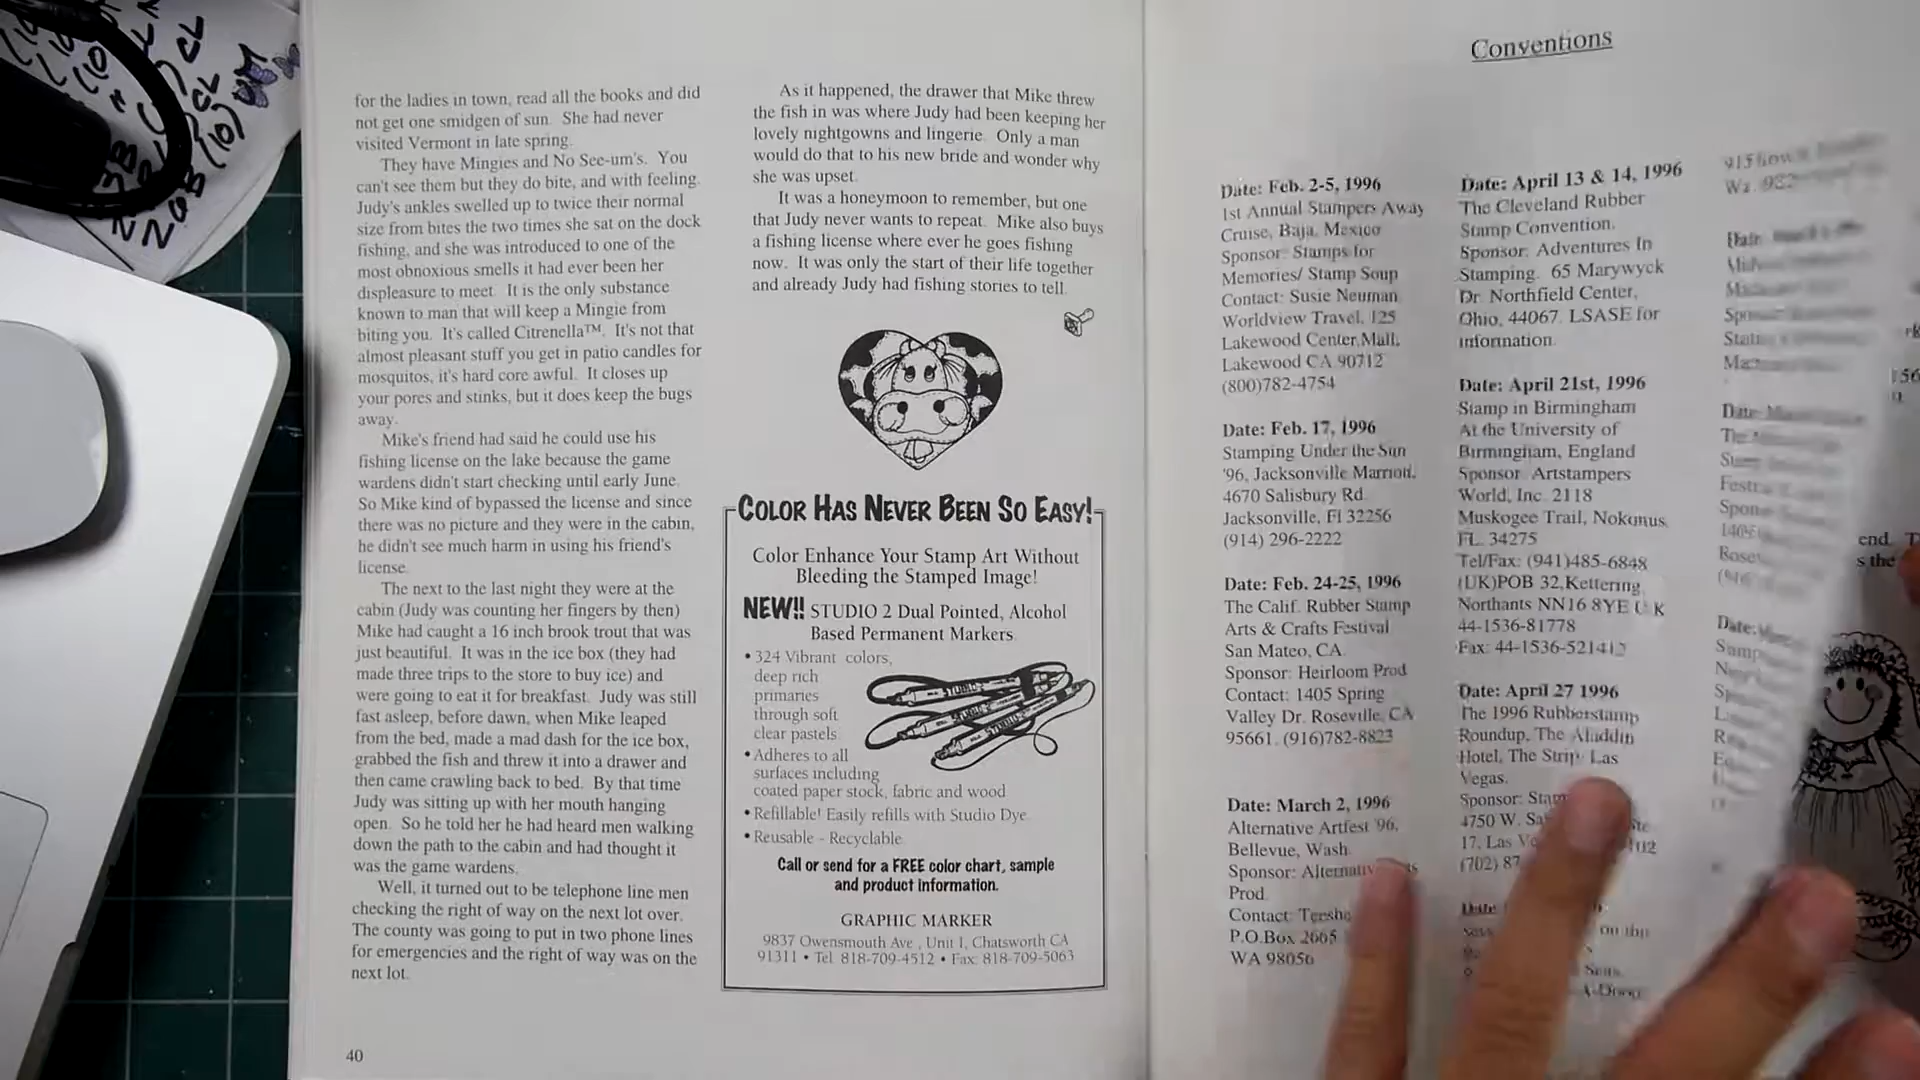 for the ladies in town, read all the books and did
not get one smidgen of sun. She had never
visited Vermont in late spring.
They have Mingies and No See-um's. You
can't see them but they do bite, and with feeling.
Judy's ankles swelled up to twice their normal
size from bites the two times she sat on the dock
fishing, and she was introduced to one of the
most obnoxious smells it had ever been her
displeasure to meet. It is the only substance
known to man that will keep a Mingie from
biting you. It's called Citrenella™. It's not that
almost pleasant stuff you get in patio candles for
mosquitos, it's hard core awful. It closes up
your pores and stinks, but it does keep the bugs
away.
Mike's friend had said he could use his
fishing license on the lake because the game
wardens didn't start checking until early June.
So Mike kind of bypassed the license and since
there was no picture and they were in the cabin,
he didn't see much harm in using his friend's
license.
The next to the last night they were at the
cabin (Judy was counting her fingers by then)
Mike had caught a 16 inch brook trout that was
just beautiful. It was in the ice box (they had
made three trips to the store to buy ice) and
were going to eat it for breakfast. Judy was still
fast asleep, before dawn, when Mike leaped
from the bed, made a mad dash for the ice box,
grabbed the fish and threw it into a drawer and
then came crawling back to bed. By that time
Judy was sitting up with her mouth hanging
open. So he told her he had heard men walking
down the path to the cabin and had thought it
was the game wardens.
Well, it turned out to be telephone line men
checking the right of way on the next lot over.
The county was going to put in two phone lines
for emergencies and the right of way was on the
next lot.
40
As it happened, the drawer that Mike threw
the fish in was where Judy had been keeping her
lovely nightgowns and lingerie. Only a man
would do that to his new bride and wonder why
she was upset.
It was a honeymoon to remember, but one
that Judy never wants to repeat. Mike also buys
a fishing license where ever he goes fishing
now. It was only the start of their life together
and already Judy had fishing stories to tell.
COLOR HAS NEVER BEEN SO EASY!
Color Enhance Your Stamp Art Without
Bleeding the Stamped Image!
NEW!! STUDIO 2 Dual Pointed, Alcohol
Based Permanent Markers
• 324 Vibrant colors,
deep rich
primaries
through soft
clear pastels
• Adheres to all
surfaces including
coated paper stock, fabric and wood
• Refillable! Easily refills with Studio Dye
• Reusable - Recyclable
Call or send for a FREE color chart, sample
and product information.
GRAPHIC MARKER
9837 Owensmouth Ave., Unit 1, Chatsworth CA
91311 • Tel 818-709-4512 • Fax: 818-709-5063
Conventions
Date: Feb. 2-5, 1996
1st Annual Stampers Away
Cruise, Baja, Mexico
Sponsor: Stamps for
Memories/ Stamp Soup
Contact: Susie Neuman
Worldview Travel, 125
Lakewood Center Mall,
Lakewood CA 90712
(800)782-4754
Date: Feb. 17, 1996
Stamping Under the Sun
'96, Jacksonville Marriott,
4670 Salisbury Rd.
Jacksonville, Fl 32256
(914) 296-2222
Date: Feb. 24-25, 1996
The Calif. Rubber Stamp
Arts & Crafts Festival
San Mateo, CA.
Sponsor: Heirloom Prod
Contact: 1405 Spring
Valley Dr. Roseville, CA
95661. (916)782-8823
Date: March 2, 1996
Alternative Artfest '96,
Bellevue, Wash.
Sponsor:
Prod.
Contact:
P.O.Box 2665
WA 98056
Date: April 13 & 14, 1996
The Cleveland Rubber
Stamp Convention.
Sponsor: Adventures In
Stamping. 65 Marywyck
Dr. Northfield Center,
Ohio, 44067. LSASE for
information.
Date: April 21st, 1996
Stamp in Birmingham
At the University of
Birmingham, England
Sponsor: Artstampers
World, Inc. 2118
Muskogee Trail, Nokomis,
FL. 34275
Tel/Fax: (941)485-6848
(UK)POB 32,Kettering
Northants NN16 8YE U K
44-1536-81778
Fax: 44-1536-521412
Date: April 27 1996
The 1996 Rubberstamp
Roundup, The Aladdin
Hotel, The Strip Las
Vegas.
Sponsor:
4750 W.
17, Las
(702) 87
on the